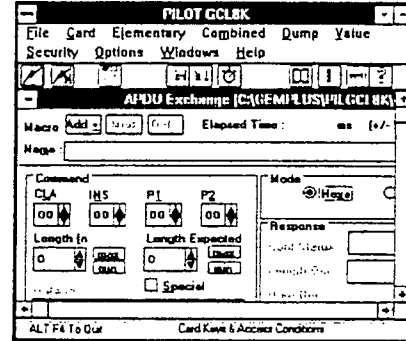 PILOT GCL8K
File Card Elementary Combined Dump Value
Security Options Windows Help
APDU Exchange (C:\GEMPLUS\PILGCL8K\
Macro Add Elapsed Time : ms (+/-
Name :
Command Mode
CLA INS P1 P2 Hexa
00 00 00 00
Response
Length In Length Expected
0 max 0 max
min min
Special
ALT F4 To Quit Card Keys & Access Conditions